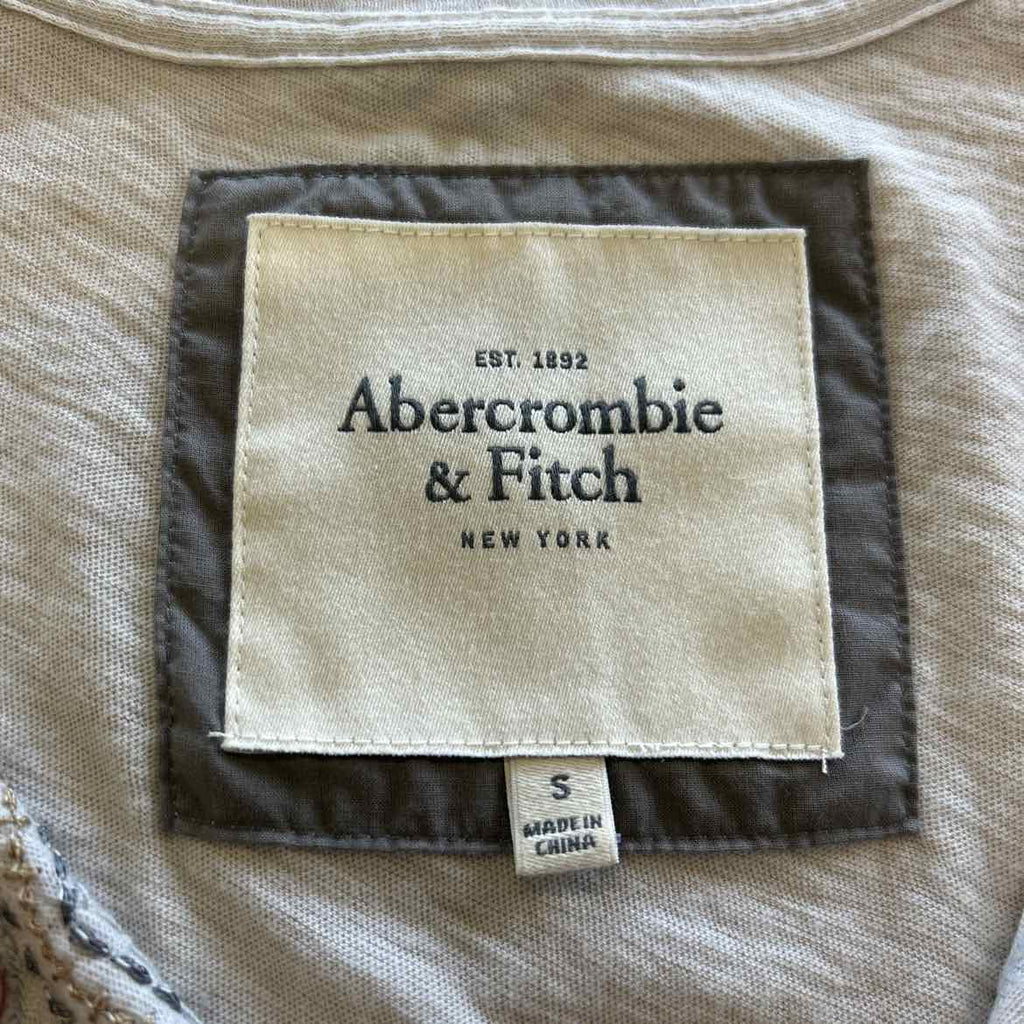 EST. 1892
Abercrombie
& Fitch
NEW YORK
S
MADE IN
CHINA